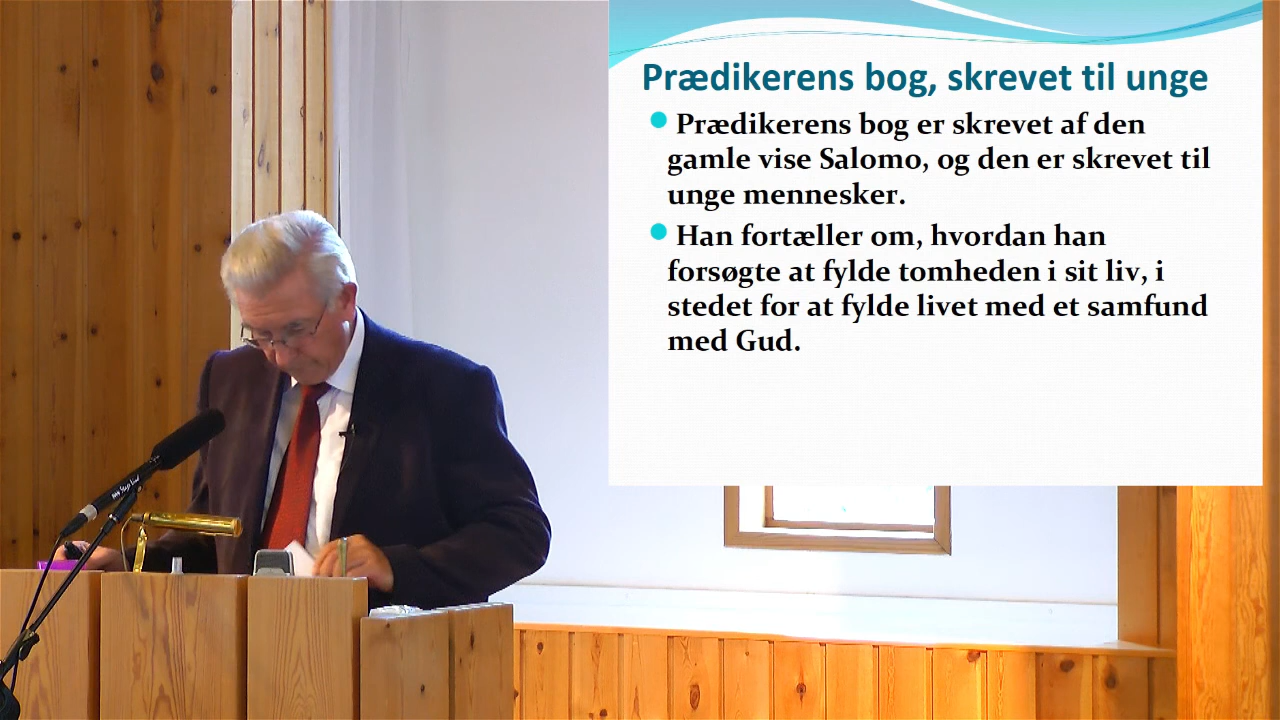 Prædikerens bog, skrevet til unge
Prædikerens bog er skrevet af den
gamle vise Salomo, og den er skrevet til
unge mennesker.
Han fortæller om, hvordan han
forsøgte at fylde tomheden i sit liv, i
stedet for at fylde livet med et samfund
med Gud.